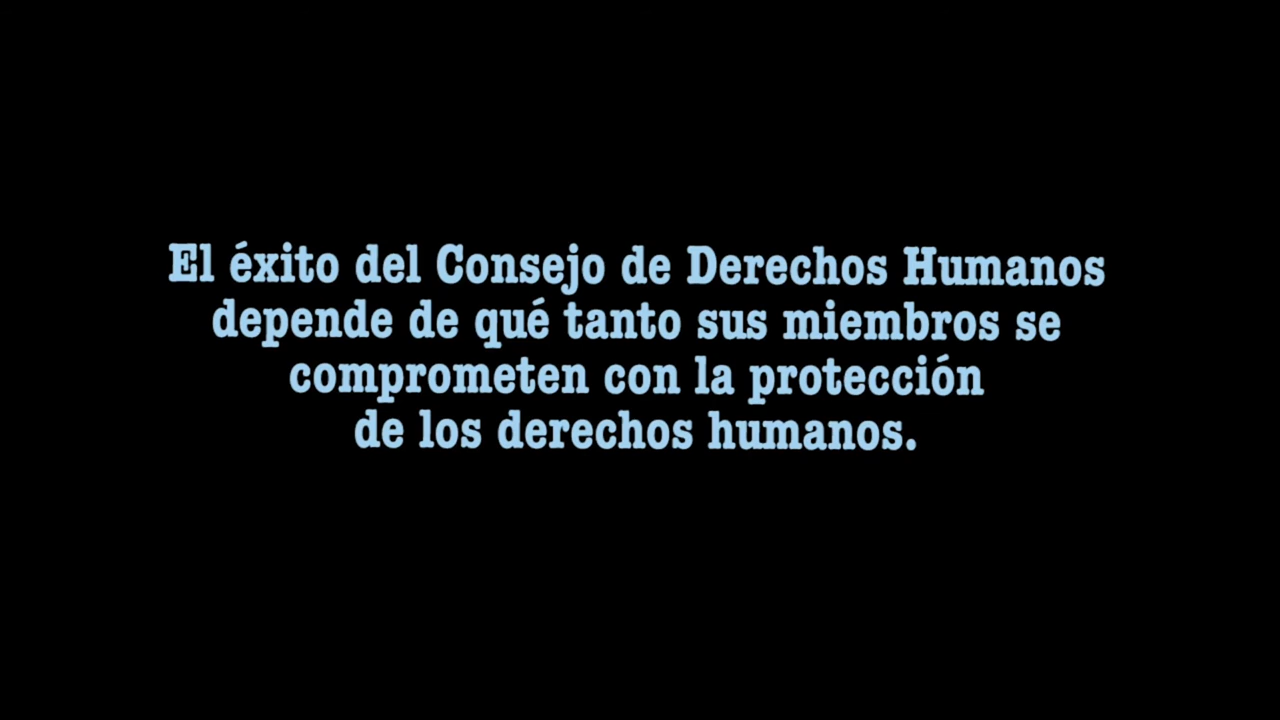 El éxito del Consejo de Derechos Humanos
depende de qué tanto sus miembros se
comprometen con la protección
de los derechos humanos.